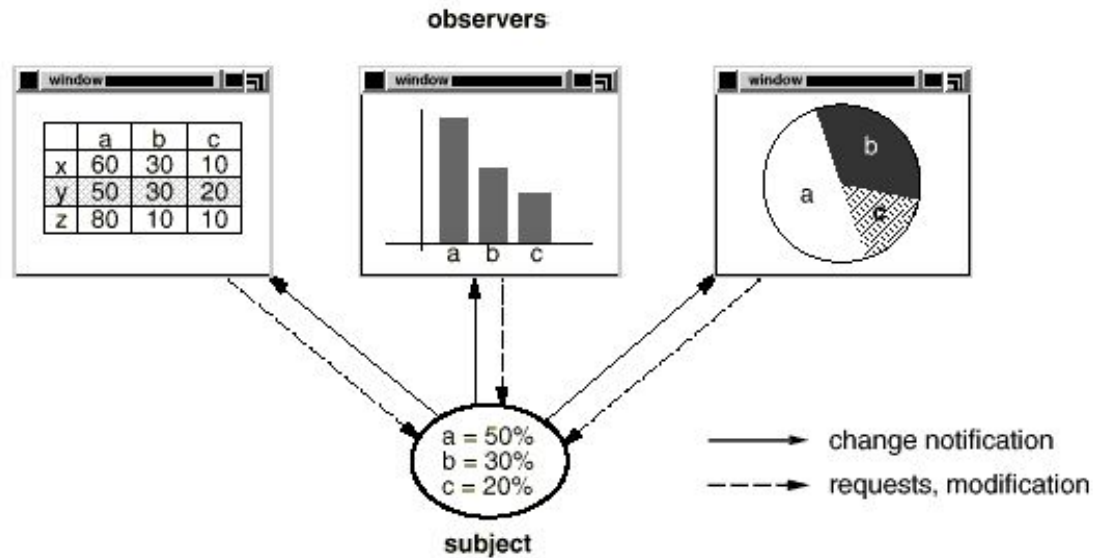 observers
window
window
window
a b c
x 60 30 10
y 50 30 20
z 80 10 10
a b c
b
a
c
a = 50%
b = 30%
c = 20%
subject
change notification
requests, modification